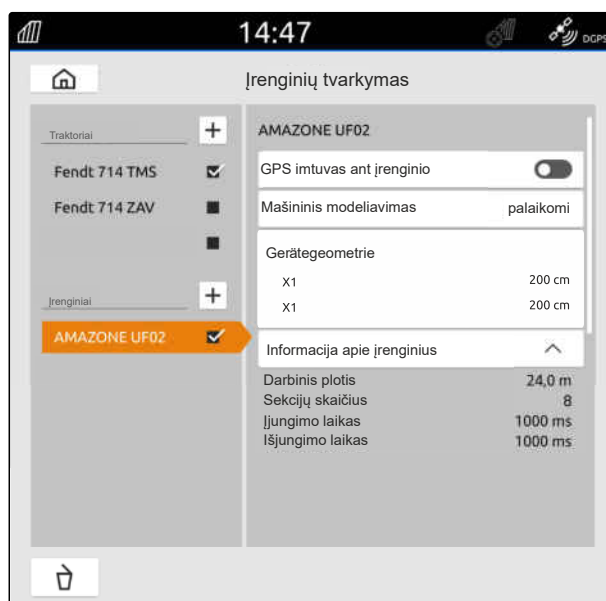 14:47
DGPS
Įrenginių tvarkymas
Traktoriai
Fendt 714 TMS
Fendt 714 ZAV
Įrenginiai
AMAZONE UF02
AMAZONE UF02
GPS imtuvas ant įrenginio
Mašininis modeliavimas palaikomi
Gerätegeometrie
X1 200 cm
X1 200 cm
Informacija apie įrenginius
Darbinis plotis 24,0 m
Sekcijų skaičius 8
Įjungimo laikas 1000 ms
Išjungimo laikas 1000 ms